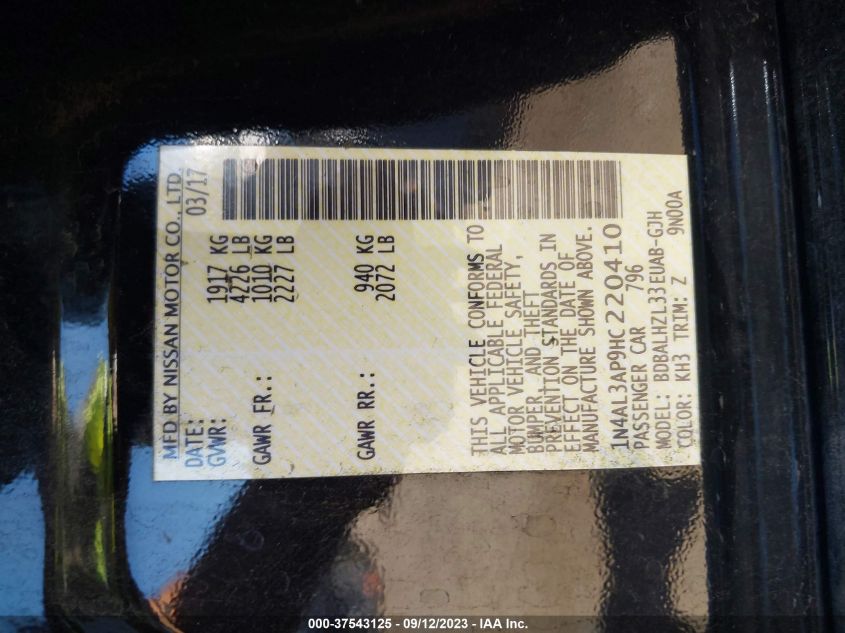 MFD BY NISSAN MOTOR CO., LTD.
DATE: 03/17
GVWR: 1917 KG
4226 LB
GAWR FR.: 1010 KG
2227 LB
GAWR RR.: 940 KG
2072 LB
THIS VEHICLE CONFORMS TO
ALL APPLICABLE FEDERAL
MOTOR VEHICLE SAFETY,
BUMPER, AND THEFT
PREVENTION STANDARDS IN
EFFECT ON THE DATE OF
MANUFACTURE SHOWN ABOVE.
1N4AL3AP9HC220410
PASSENGER CAR 796
MODEL: BDBALHZL33EUAB-GJH
COLOR: KH3 TRIM: Z 9N00A
000-37543125 - 09/12/2023 - IAA Inc.